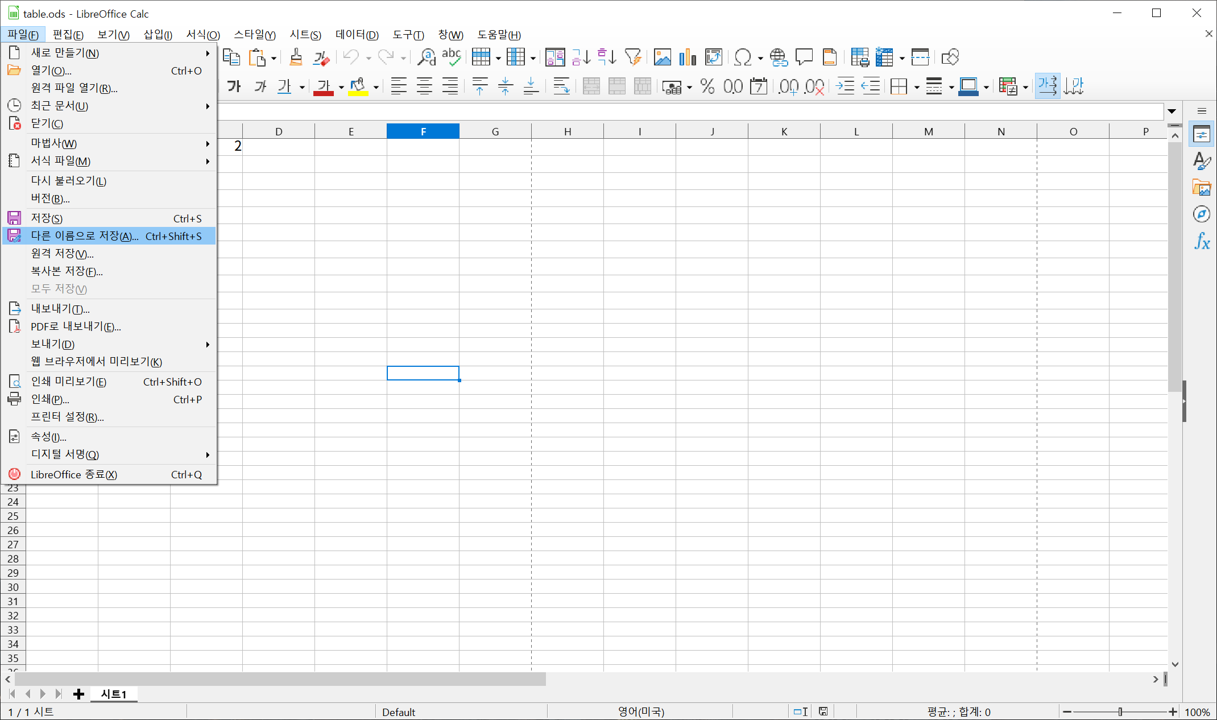 table.ods - LibreOffice Calc
파일(F) 편집(E) 보기(V) 삽입(I) 서식(O) 스타일(Y) 시트(S) 데이터(D) 도구(T) 창(W) 도움말(H)
새로 만들기(N)
열기(O)... Ctrl+O
원격 파일 열기(R)...
최근 문서(U)
닫기(C)
마법사(W)
서식 파일(M)
다시 불러오기(L)
버전(B)...
저장(S) Ctrl+S
다른 이름으로 저장(A)... Ctrl+Shift+S
원격 저장(V)...
복사본 저장(F)...
모두 저장(V)
내보내기(T)...
PDF로 내보내기(E)...
보내기(D)
웹 브라우저에서 미리보기(K)
인쇄 미리보기(E) Ctrl+Shift+O
인쇄(P)... Ctrl+P
프린터 설정(R)...
속성(I)...
디지털 서명(Q)
LibreOffice 종료(X) Ctrl+Q
가 가 가 가
D E F G H I J K L M N O P
2
23
24
25
26
27
28
29
30
31
32
33
34
35
시트1
1 / 1 시트 Default 영어(미국) 평균: ; 합계: 0 100%